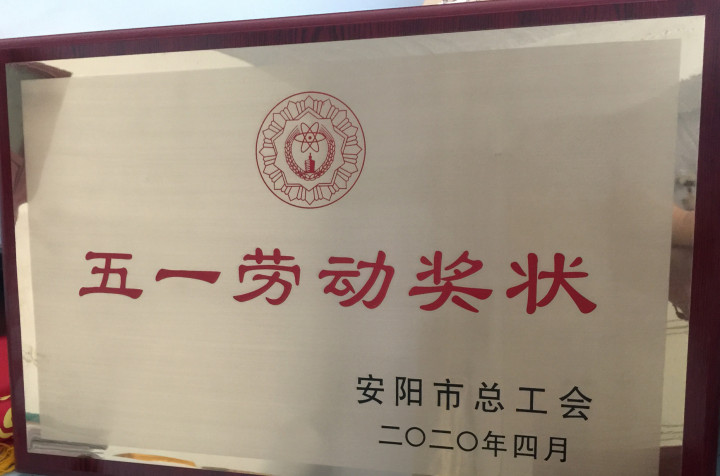 五一劳动奖状
安阳市总工会
二〇二〇年四月